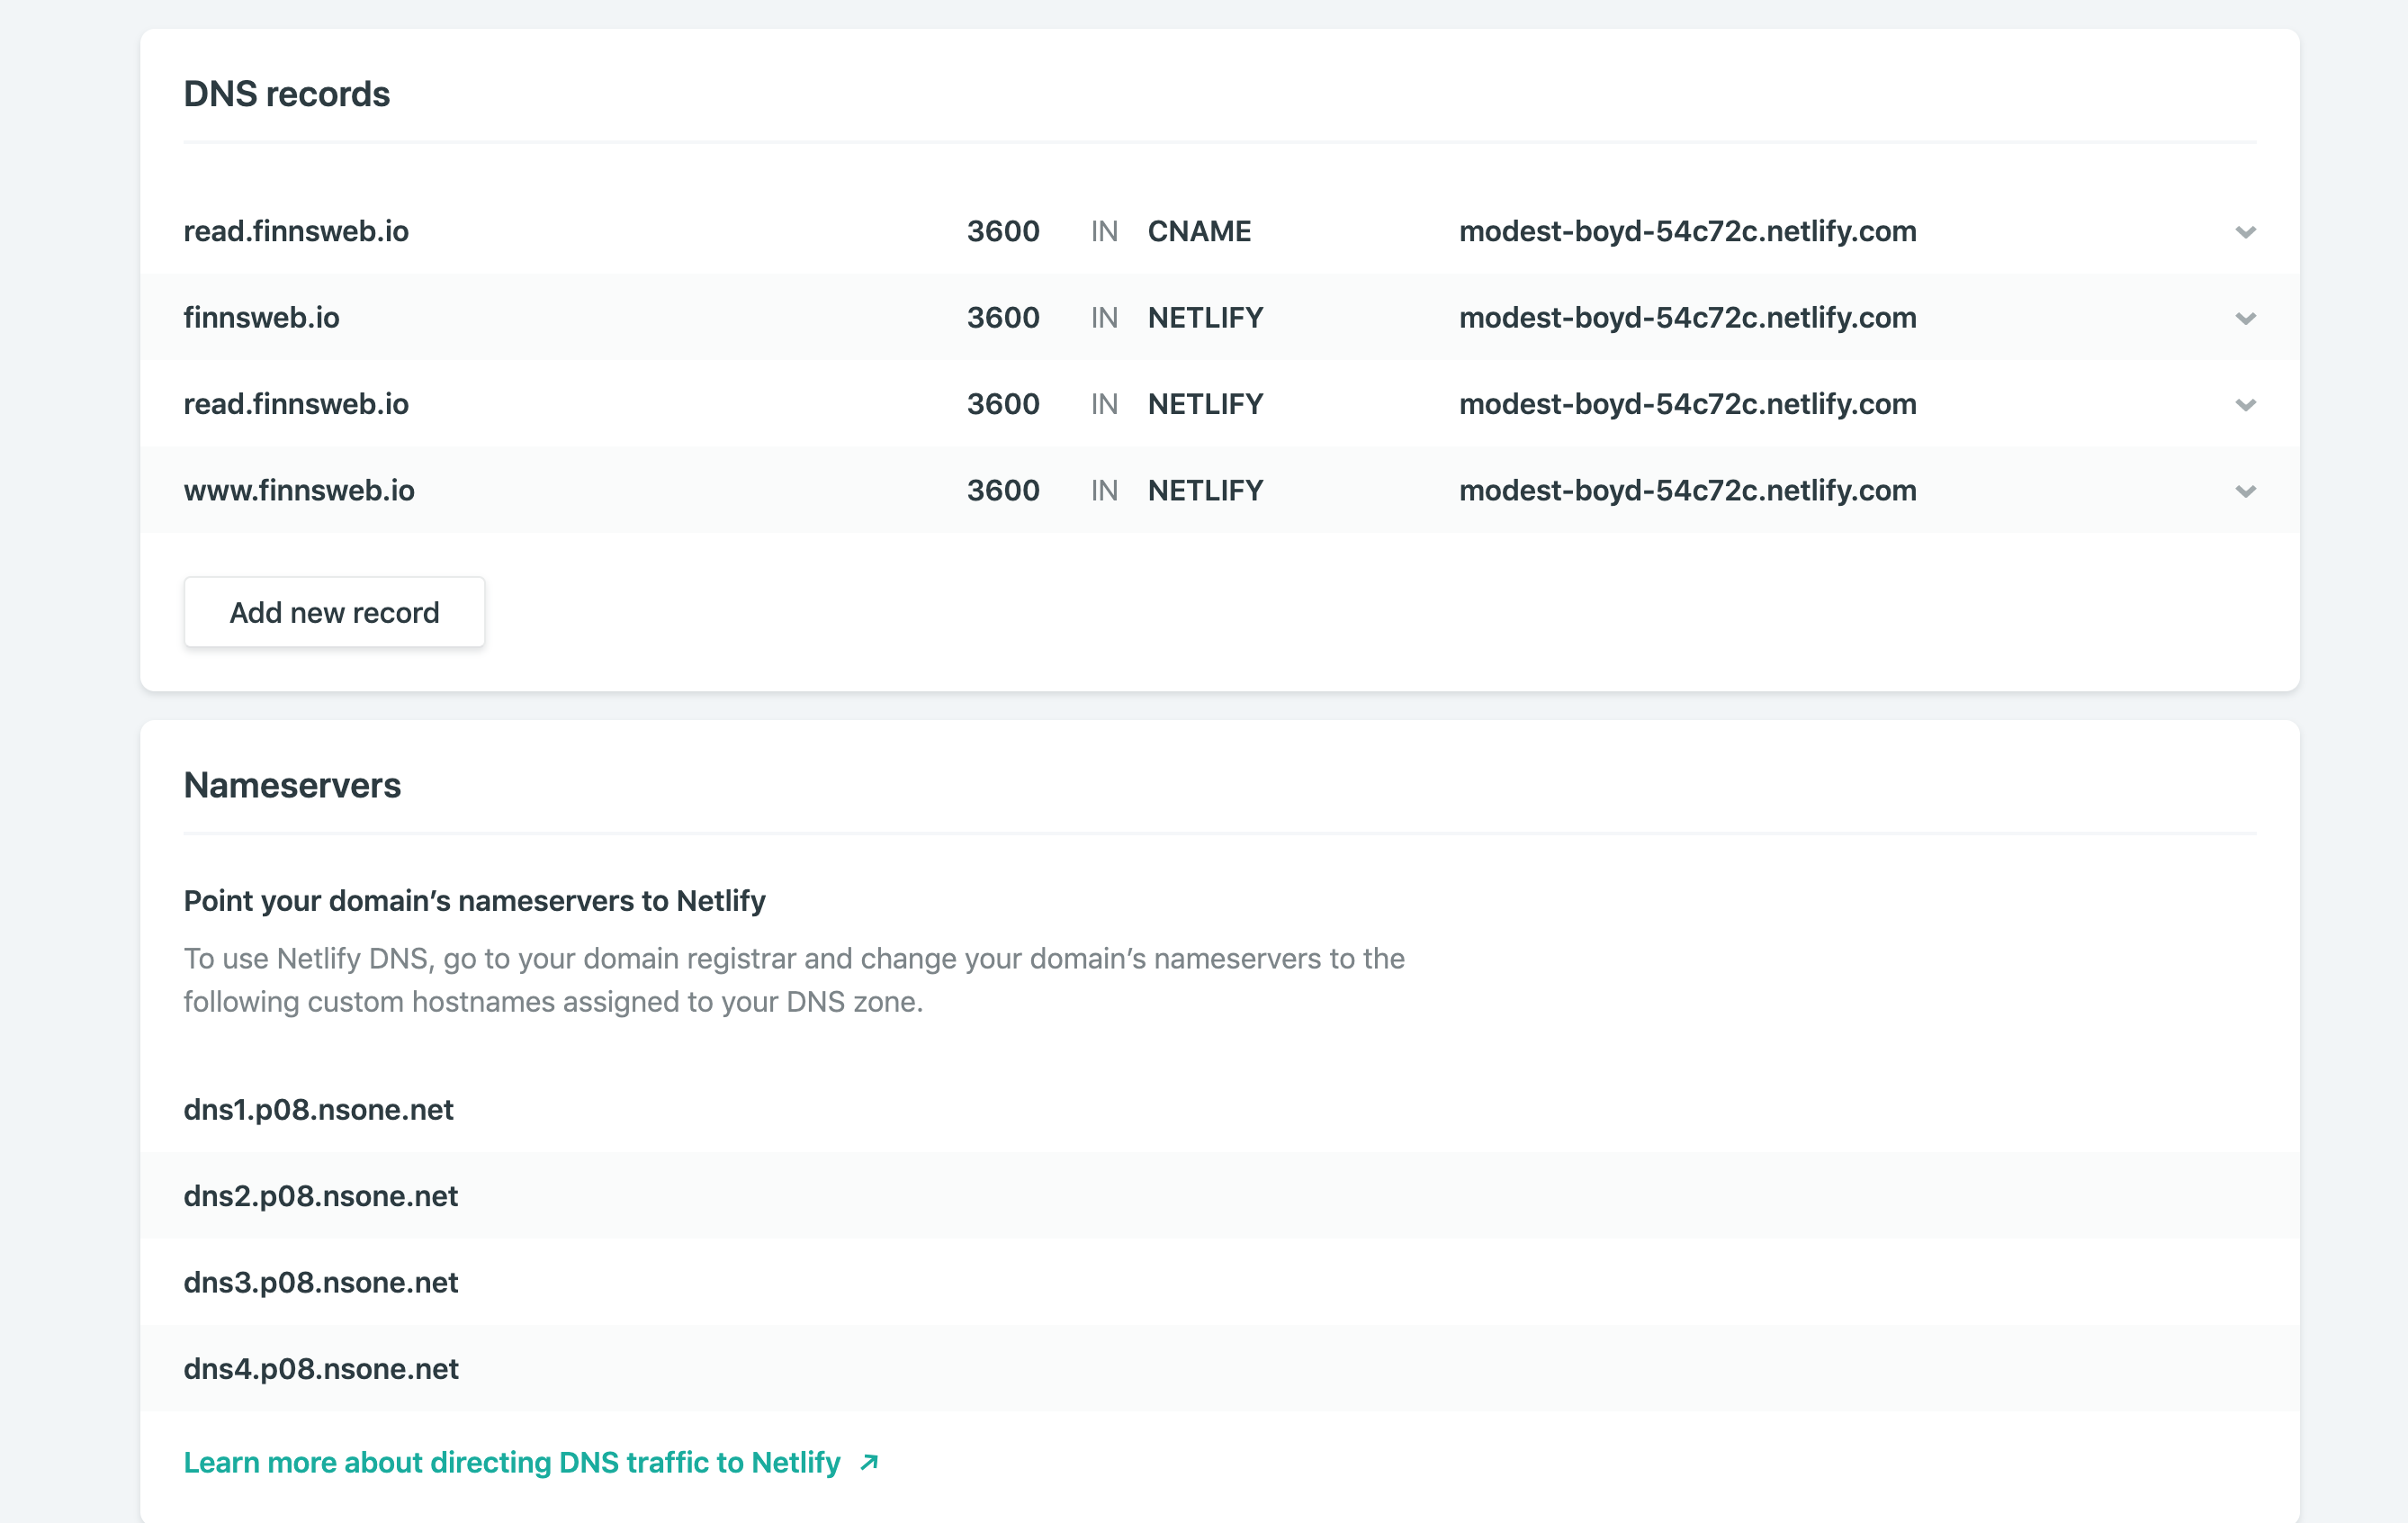 DNS records
read.finnsweb.io 3600 IN CNAME modest-boyd-54c72c.netlify.com
finnsweb.io 3600 IN NETLIFY modest-boyd-54c72c.netlify.com
read.finnsweb.io 3600 IN NETLIFY modest-boyd-54c72c.netlify.com
www.finnsweb.io 3600 IN NETLIFY modest-boyd-54c72c.netlify.com
Add new record
Nameservers
Point your domain’s nameservers to Netlify
To use Netlify DNS, go to your domain registrar and change your domain’s nameservers to the
following custom hostnames assigned to your DNS zone.
dns1.p08.nsone.net
dns2.p08.nsone.net
dns3.p08.nsone.net
dns4.p08.nsone.net
Learn more about directing DNS traffic to Netlify